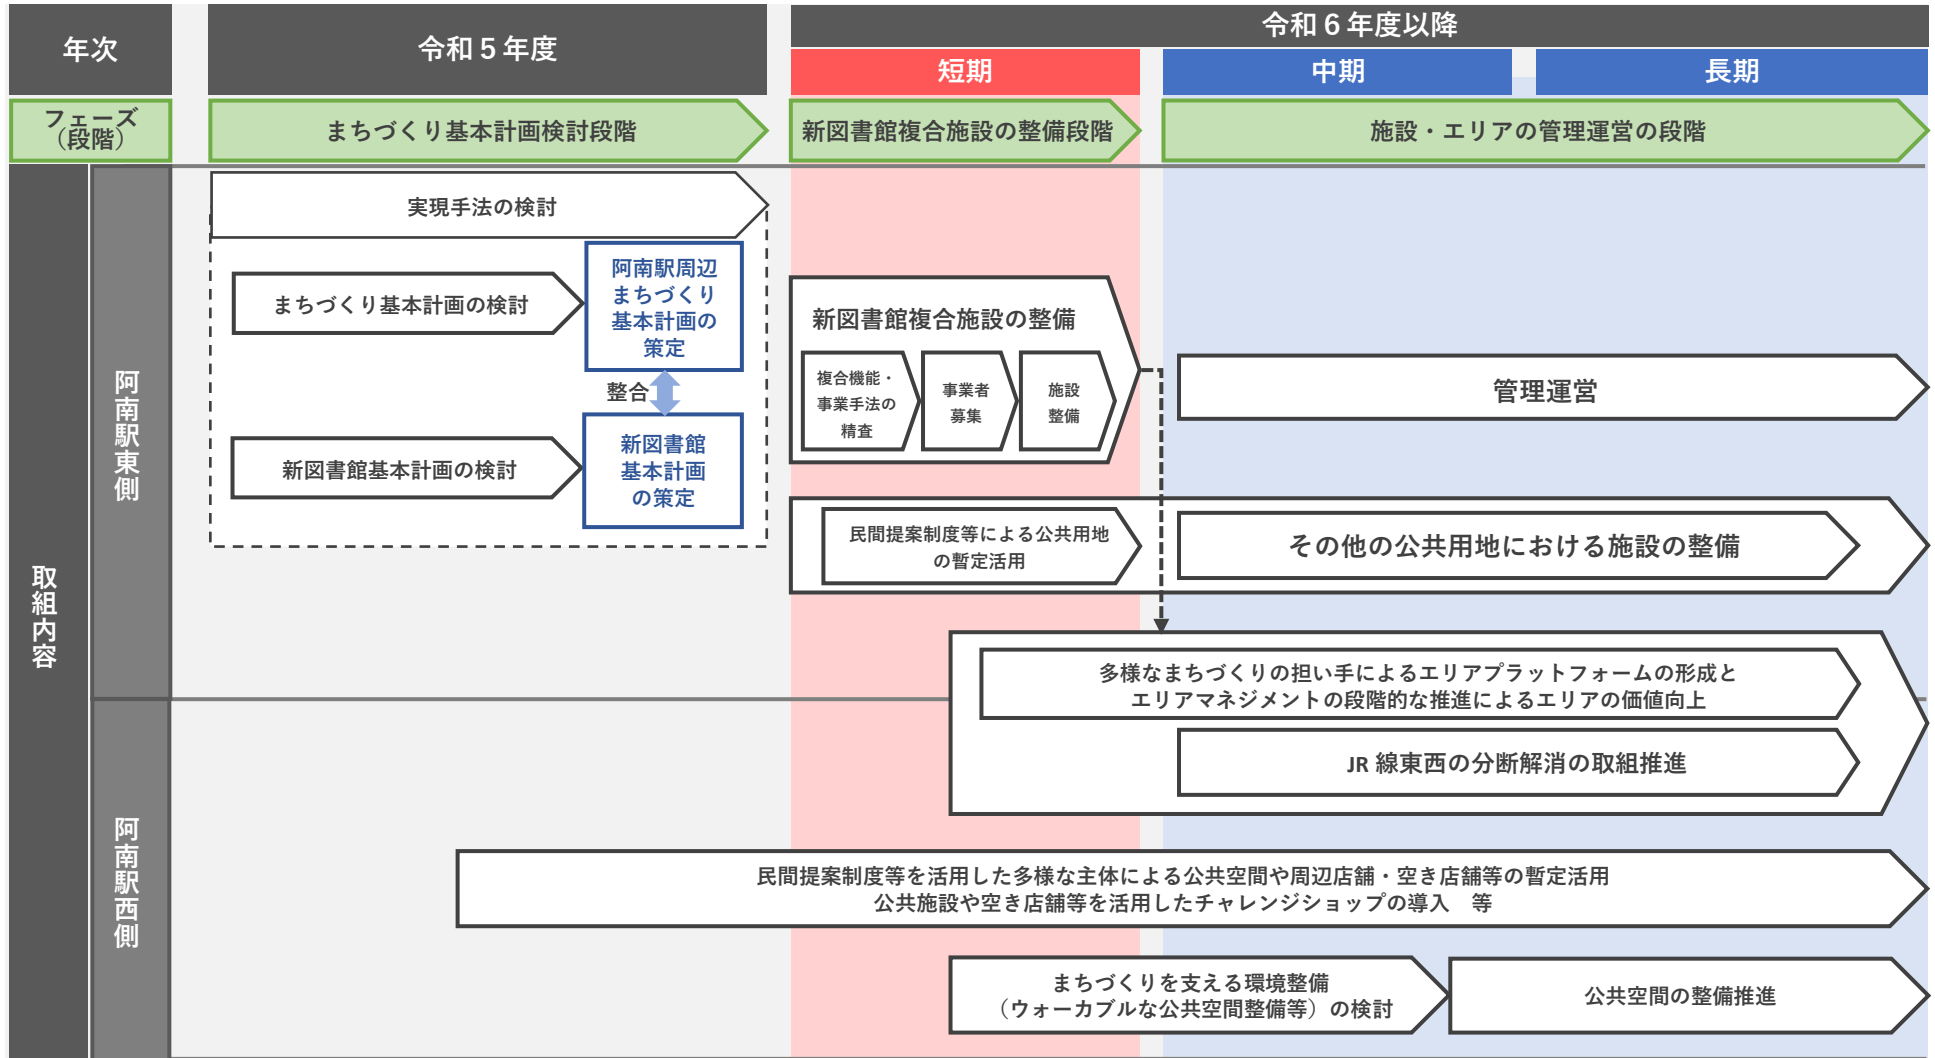 年次
令和５年度
令和６年度以降
短期
中期
長期
フェーズ
（段階）
まちづくり基本計画検討段階
新図書館複合施設の整備段階
施設・エリアの管理運営の段階
取組内容
阿南駅東側
実現手法の検討
まちづくり基本計画の検討
阿南駅周辺
まちづくり
基本計画の
策定
整合
新図書館基本計画の検討
新図書館
基本計画
の策定
新図書館複合施設の整備
複合機能・
事業手法の
精査
事業者
募集
施設
整備
管理運営
民間提案制度等による公共用地
の暫定活用
その他の公共用地における施設の整備
多様なまちづくりの担い手によるエリアプラットフォームの形成と
エリアマネジメントの段階的な推進によるエリアの価値向上
JR 線東西の分断解消の取組推進
阿南駅西側
民間提案制度等を活用した多様な主体による公共空間や周辺店舗・空き店舗等の暫定活用
公共施設や空き店舗等を活用したチャレンジショップの導入　等
まちづくりを支える環境整備
（ウォーカブルな公共空間整備等）の検討
公共空間の整備推進